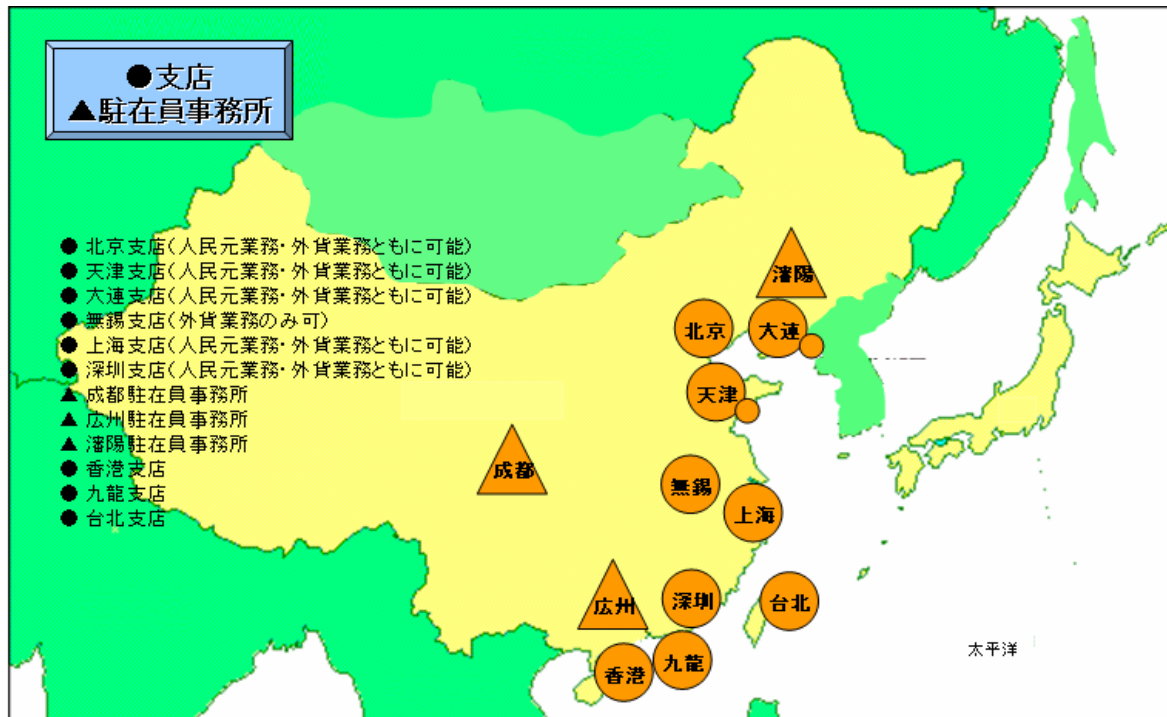 ●支店
▲駐在員事務所
● 北京支店(人民元業務・外貨業務ともに可能)
● 天津支店(人民元業務・外貨業務ともに可能)
● 大連支店(人民元業務・外貨業務ともに可能)
● 無錫支店(外貨業務のみ可)
● 上海支店(人民元業務・外貨業務ともに可能)
● 深圳支店(人民元業務・外貨業務ともに可能)
▲ 成都駐在員事務所
▲ 広州駐在員事務所
▲ 瀋陽駐在員事務所
● 香港支店
● 九龍支店
● 台北支店
瀋陽
北京
大連
天津
成都
無錫
上海
広州
深圳
台北
香港
九龍
太平洋